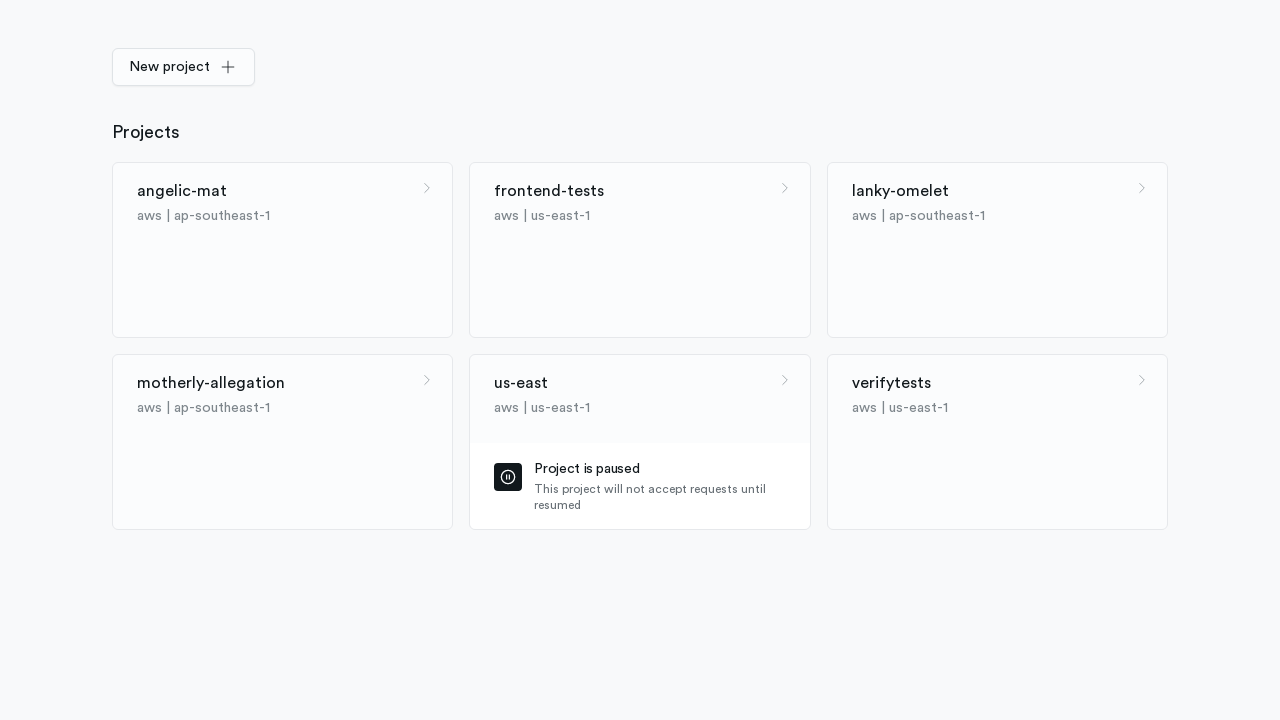 New project
Projects
angelic-mat
aws | ap-southeast-1
frontend-tests
aws | us-east-1
lanky-omelet
aws | ap-southeast-1
motherly-allegation
aws | ap-southeast-1
us-east
aws | us-east-1
Project is paused
This project will not accept requests until
resumed
verifytests
aws | us-east-1